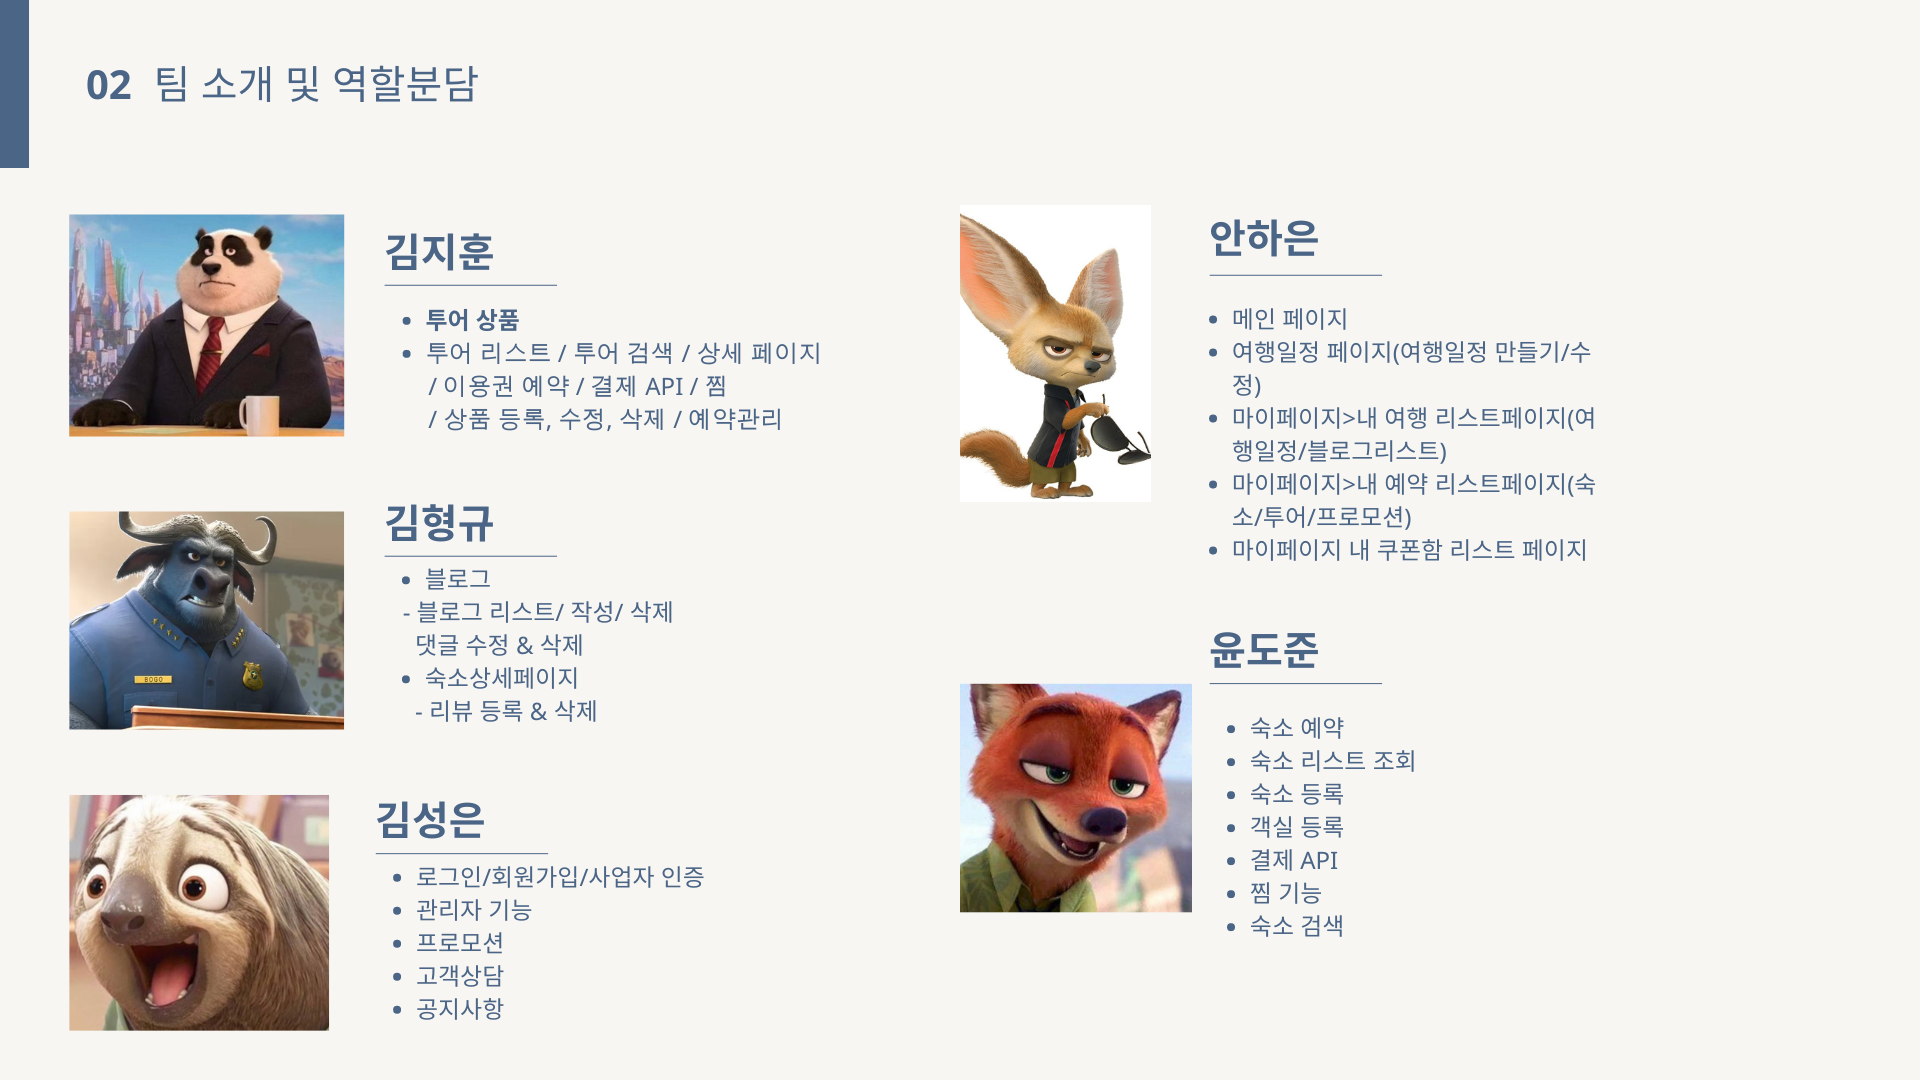 02 팀 소개 및 역할분담
김지훈
• 투어 상품
• 투어 리스트 / 투어 검색 / 상세 페이지
/ 이용권 예약 / 결제 API / 찜
/ 상품 등록, 수정, 삭제 / 예약관리
김형규
• 블로그
- 블로그 리스트/ 작성/ 삭제
댓글 수정 & 삭제
• 숙소상세페이지
- 리뷰 등록 & 삭제
BOGO
김성은
• 로그인/회원가입/사업자 인증
• 관리자 기능
• 프로모션
• 고객상담
• 공지사항
안하은
• 메인 페이지
• 여행일정 페이지(여행일정 만들기/수
정)
• 마이페이지>내 여행 리스트페이지(여
행일정/블로그리스트)
• 마이페이지>내 예약 리스트페이지(숙
소/투어/프로모션)
• 마이페이지 내 쿠폰함 리스트 페이지
윤도준
• 숙소 예약
• 숙소 리스트 조회
• 숙소 등록
• 객실 등록
• 결제 API
• 찜 기능
• 숙소 검색